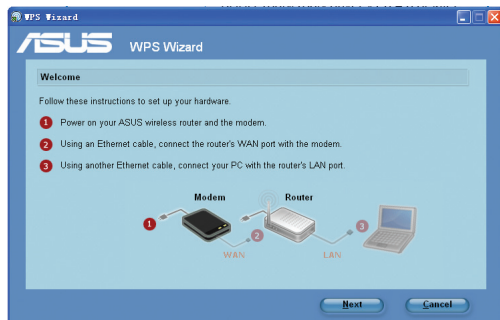 WPS Wizard
ASUS WPS Wizard
Welcome
Follow these instructions to set up your hardware.
1 Power on your ASUS wireless router and the modem.
2 Using an Ethernet cable, connect the router's WAN port with the modem.
3 Using another Ethernet cable, connect your PC with the router's LAN port.
Modem Router
1 2 3
WAN LAN
Next Cancel